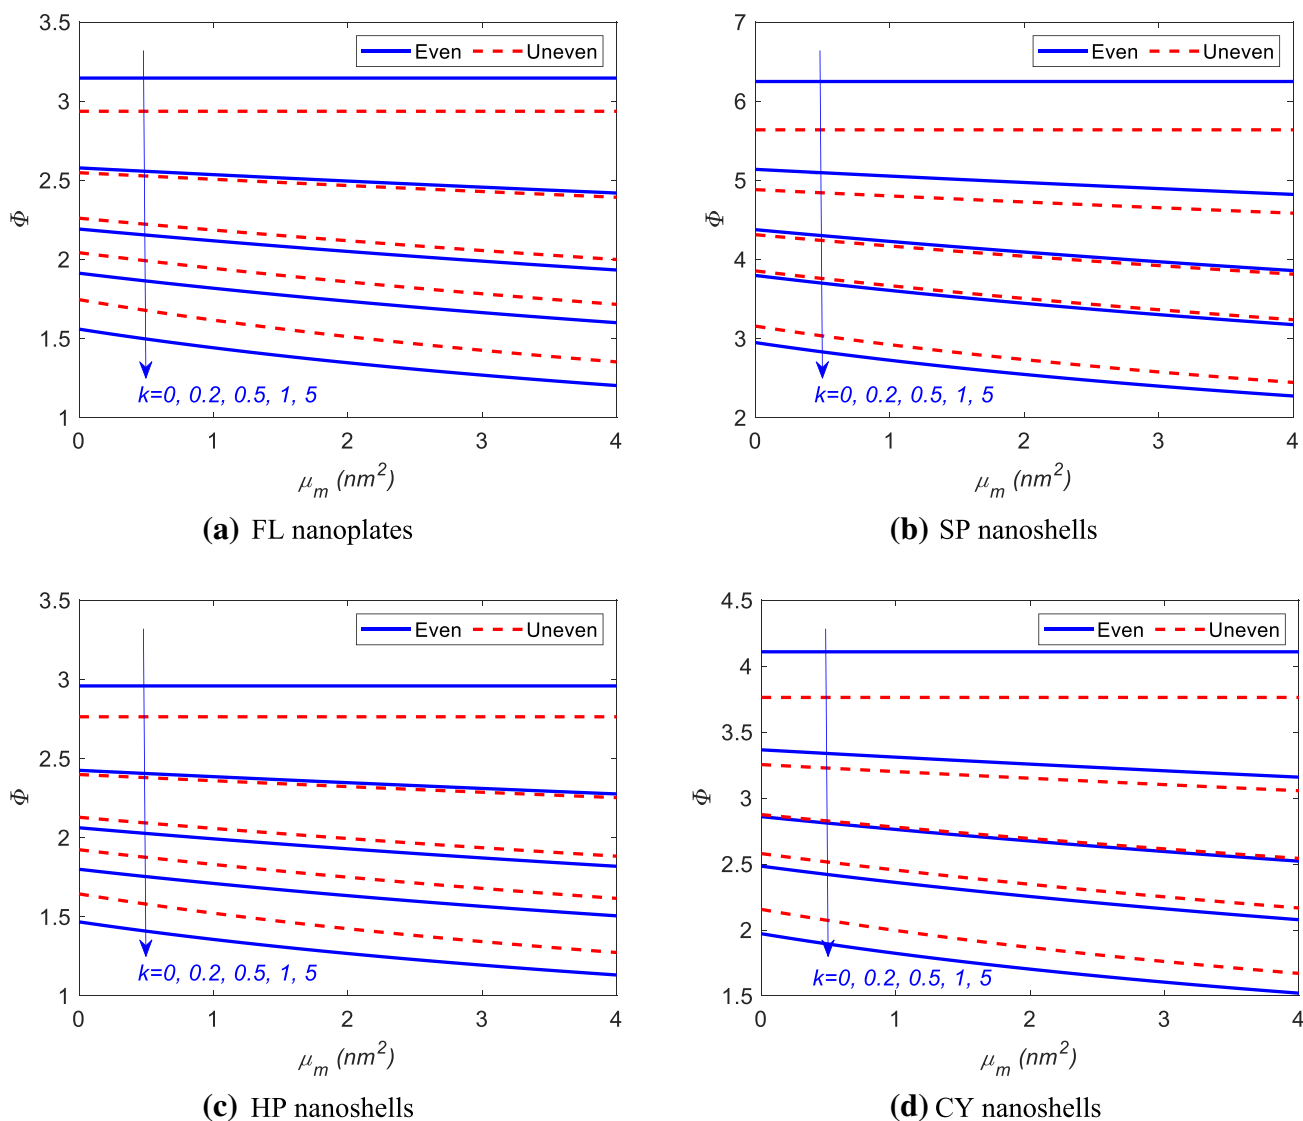 3.5
3
2.5
2
1.5
1
Φ
Even Uneven
k=0, 0.2, 0.5, 1, 5
0 1 2 3 4
μm (nm²)
(a) FL nanoplates
7
6
5
4
3
2
Φ
Even Uneven
k=0, 0.2, 0.5, 1, 5
0 1 2 3 4
μm (nm²)
(b) SP nanoshells
3.5
3
2.5
2
1.5
1
Φ
Even Uneven
k=0, 0.2, 0.5, 1, 5
0 1 2 3 4
μm (nm²)
(c) HP nanoshells
4.5
4
3.5
3
2.5
2
1.5
Φ
Even Uneven
k=0, 0.2, 0.5, 1, 5
0 1 2 3 4
μm (nm²)
(d) CY nanoshells